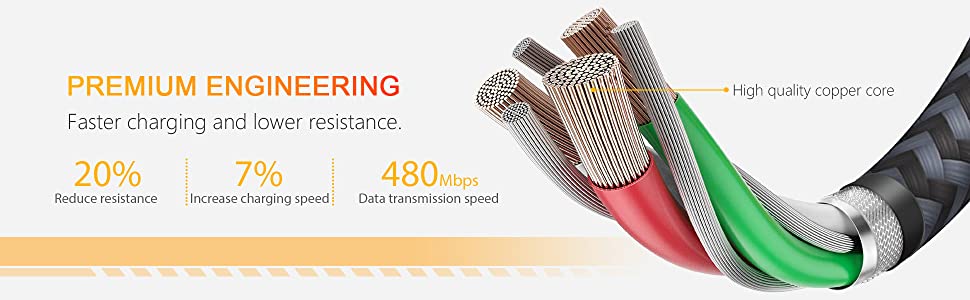 PREMIUM ENGINEERING
Faster charging and lower resistance.
20%
Reduce resistance
7%
Increase charging speed
480Mbps
Data transmission speed
High quality copper core